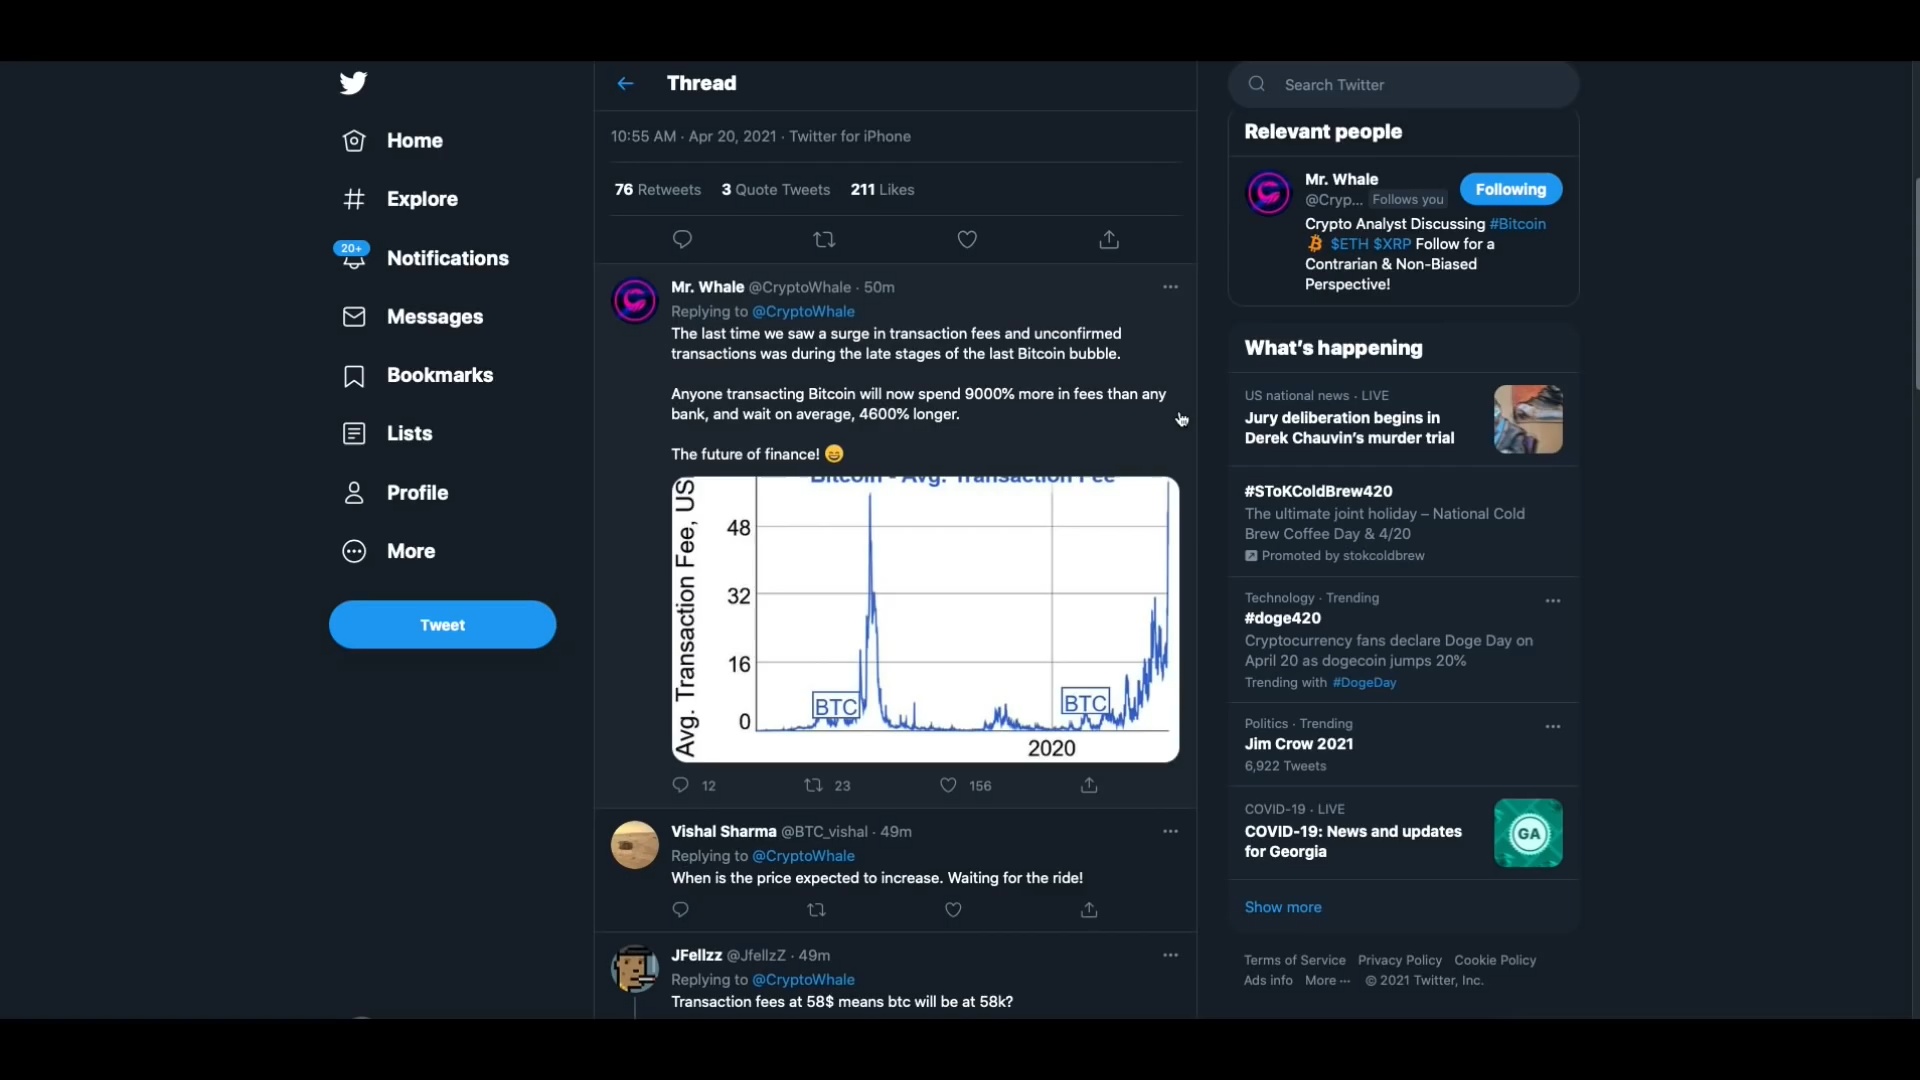 Home
Explore
20+
Notifications
Messages
Bookmarks
Lists
Profile
More
Tweet
Thread
10:55 AM · Apr 20, 2021 · Twitter for iPhone
76 Retweets 3 Quote Tweets 211 Likes
Mr. Whale @CryptoWhale · 50m
Replying to @CryptoWhale
The last time we saw a surge in transaction fees and unconfirmed
transactions was during the late stages of the last Bitcoin bubble.
Anyone transacting Bitcoin will now spend 9000% more in fees than any
bank, and wait on average, 4600% longer.
The future of finance! 😄
Bitcoin - Avg. Transaction Fee
Avg. Transaction Fee, US
48
32
16
0
BTC
BTC
2020
12 23 156
Vishal Sharma @BTC_vishal · 49m
Replying to @CryptoWhale
When is the price expected to increase. Waiting for the ride!
JFellzz @JfellzZ · 49m
Replying to @CryptoWhale
Transaction fees at 58$ means btc will be at 58k?
Search Twitter
Relevant people
Mr. Whale
@Cryp... Follows you
Following
Crypto Analyst Discussing #Bitcoin
$ETH $XRP Follow for a
Contrarian & Non-Biased
Perspective!
What's happening
US national news · LIVE
Jury deliberation begins in
Derek Chauvin's murder trial
#SToKColdBrew420
The ultimate joint holiday – National Cold
Brew Coffee Day & 4/20
Promoted by stokcoldbrew
Technology · Trending
#doge420
Cryptocurrency fans declare Doge Day on
April 20 as dogecoin jumps 20%
Trending with #DogeDay
Politics · Trending
Jim Crow 2021
6,922 Tweets
COVID-19 · LIVE
COVID-19: News and updates
for Georgia
GA
Show more
Terms of Service Privacy Policy Cookie Policy
Ads info More ··· © 2021 Twitter, Inc.